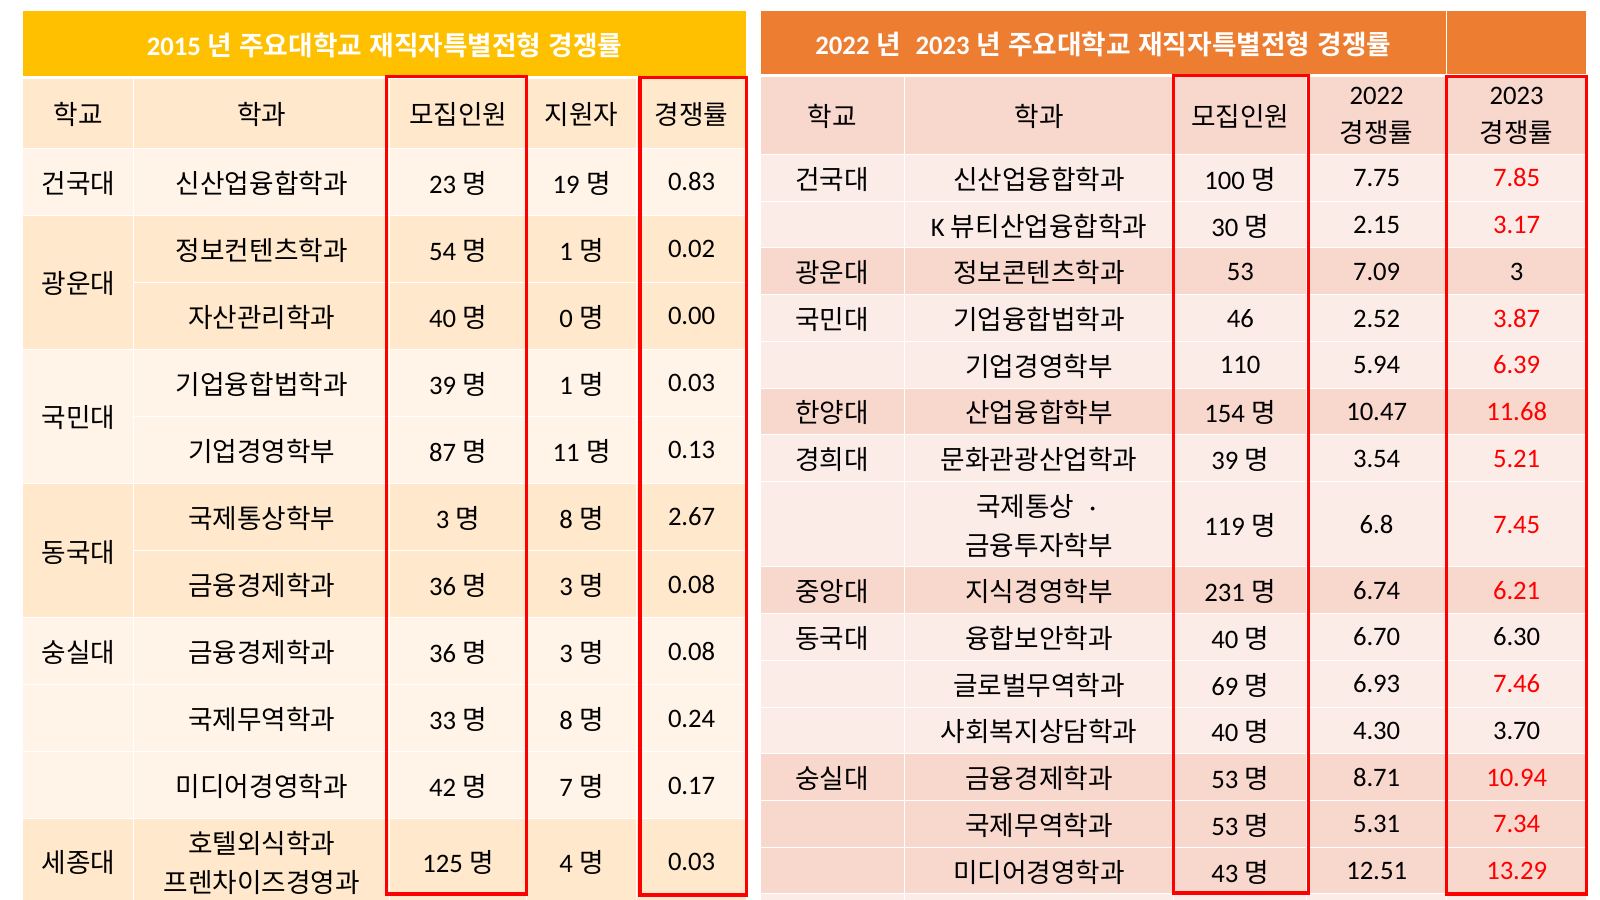 2015 년 주요대학교 재직자특별전형 경쟁률
학교 학과 모집인원 지원자 경쟁률
건국대 신산업융합학과 23 명 19 명 0.83
광운대 정보컨텐츠학과 54 명 1 명 0.02
자산관리학과 40 명 0 명 0.00
국민대 기업융합법학과 39 명 1 명 0.03
기업경영학부 87 명 11 명 0.13
동국대 국제통상학부 3 명 8 명 2.67
금융경제학과 36 명 3 명 0.08
숭실대 금융경제학과 36 명 3 명 0.08
국제무역학과 33 명 8 명 0.24
미디어경영학과 42 명 7 명 0.17
세종대 호텔외식학과
프렌차이즈경영과 125 명 4 명 0.03
2022 년 2023 년 주요대학교 재직자특별전형 경쟁률
학교 학과 모집인원 2022
경쟁률 2023
경쟁률
건국대 신산업융합학과 100 명 7.75 7.85
K 뷰티산업융합학과 30 명 2.15 3.17
광운대 정보콘텐츠학과 53 7.09 3
국민대 기업융합법학과 46 2.52 3.87
기업경영학부 110 5.94 6.39
한양대 산업융합학부 154 명 10.47 11.68
경희대 문화관광산업학과 39 명 3.54 5.21
국제통상 ·
금융투자학부 119 명 6.8 7.45
중앙대 지식경영학부 231 명 6.74 6.21
동국대 융합보안학과 40 명 6.70 6.30
글로벌무역학과 69 명 6.93 7.46
사회복지상담학과 40 명 4.30 3.70
숭실대 금융경제학과 53 명 8.71 10.94
국제무역학과 53 명 5.31 7.34
미디어경영학과 43 명 12.51 13.29